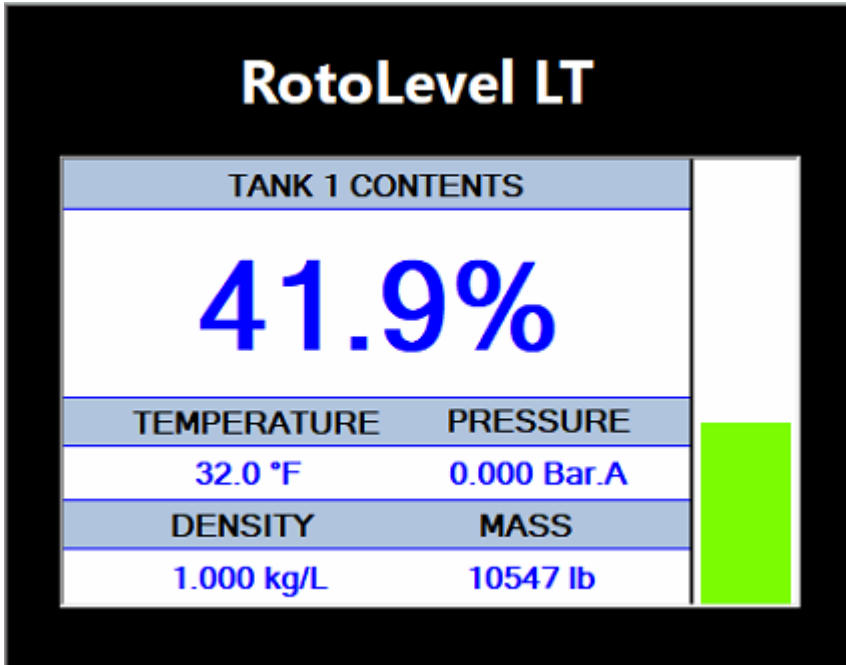 RotoLevel LT
TANK 1 CONTENTS
41.9%
TEMPERATURE PRESSURE
32.0 °F 0.000 Bar.A
DENSITY MASS
1.000 kg/L 10547 lb